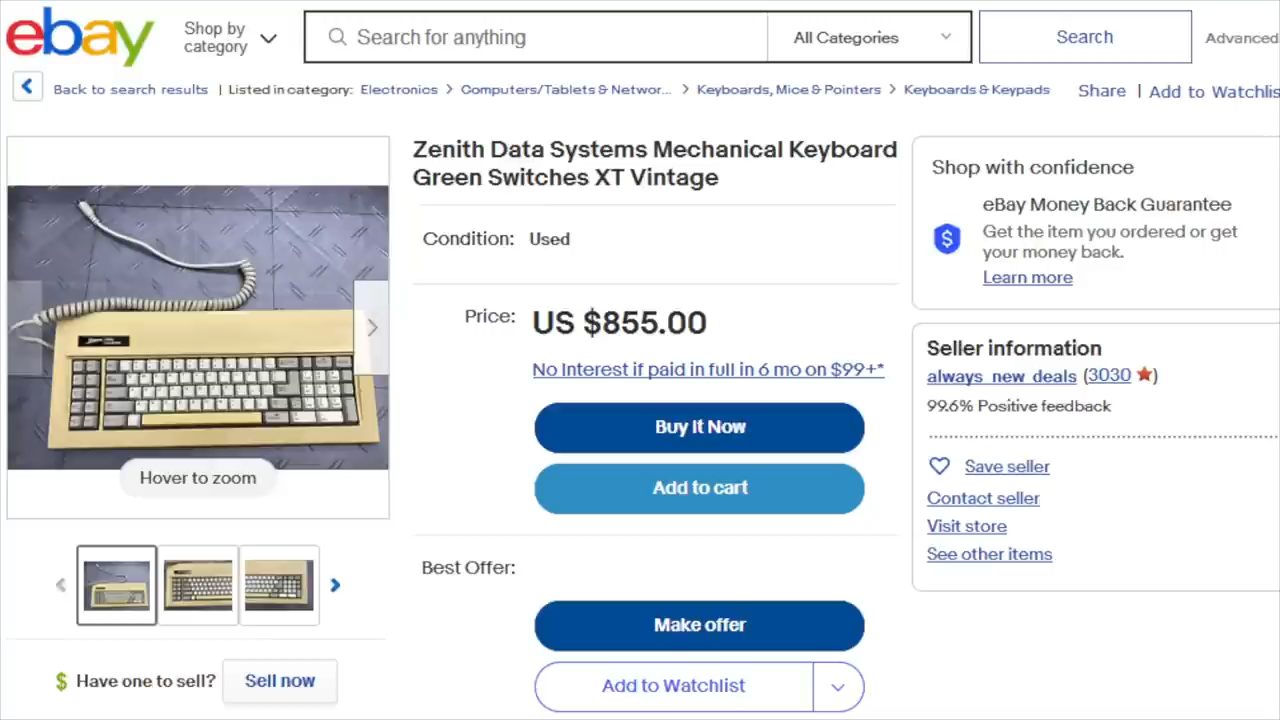 ebay
Shop by
category
Search for anything
All Categories
Search
Advanced
Back to search results | Listed in category: Electronics > Computers/Tablets & Networ... > Keyboards, Mice & Pointers > Keyboards & Keypads
Share | Add to Watchlis
Zenith Data Systems Mechanical Keyboard
Green Switches XT Vintage
Condition: Used
Price: US $855.00
No Interest if paid in full in 6 mo on $99+*
Buy It Now
Add to cart
Best Offer:
Make offer
Add to Watchlist
Hover to zoom
$ Have one to sell? Sell now
Shop with confidence
eBay Money Back Guarantee
Get the item you ordered or get
your money back.
Learn more
Seller information
always_new_deals (3030)
99.6% Positive feedback
Save seller
Contact seller
Visit store
See other items